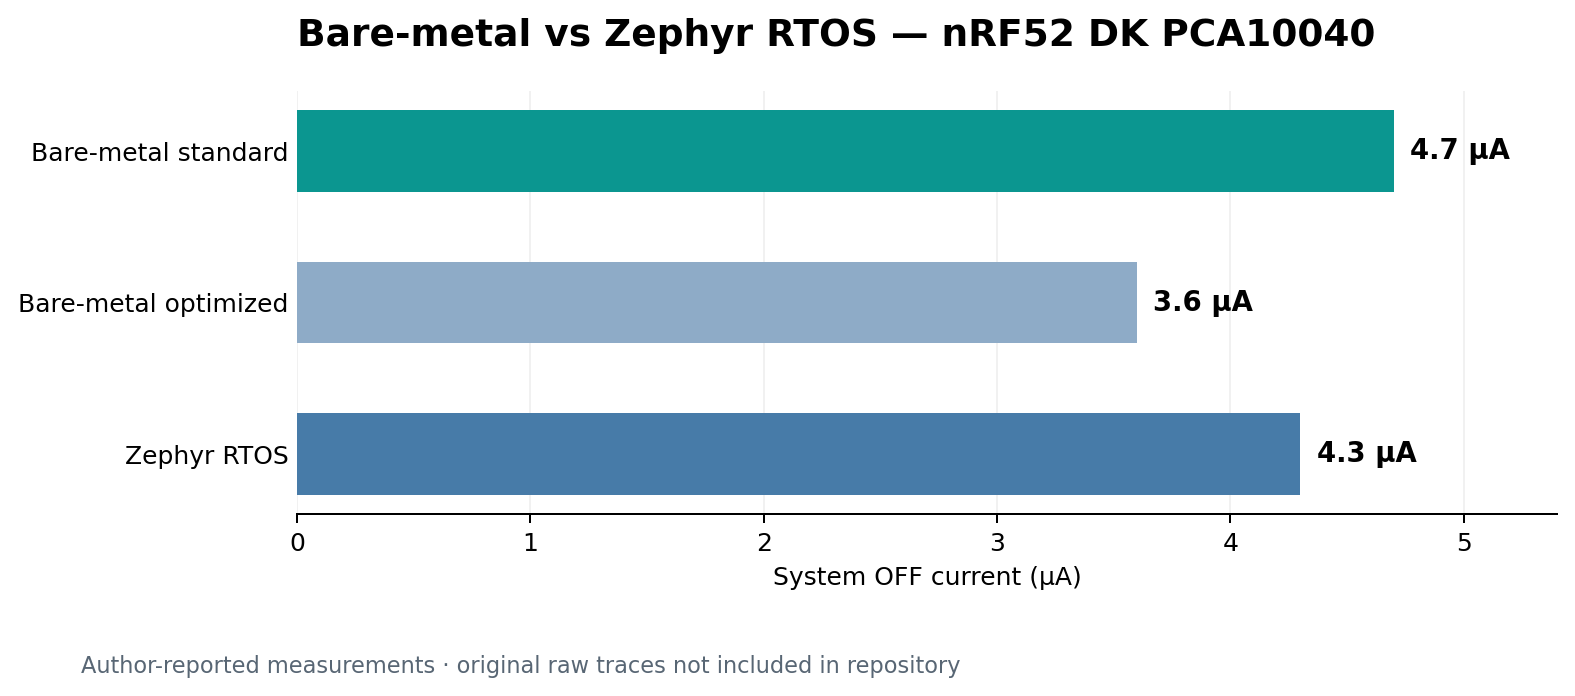 Bare-metal vs Zephyr RTOS — nRF52 DK PCA10040
Bare-metal standard
4.7 µA
Bare-metal optimized
3.6 µA
Zephyr RTOS
4.3 µA
0 1 2 3 4 5
System OFF current (µA)
Author-reported measurements · original raw traces not included in repository